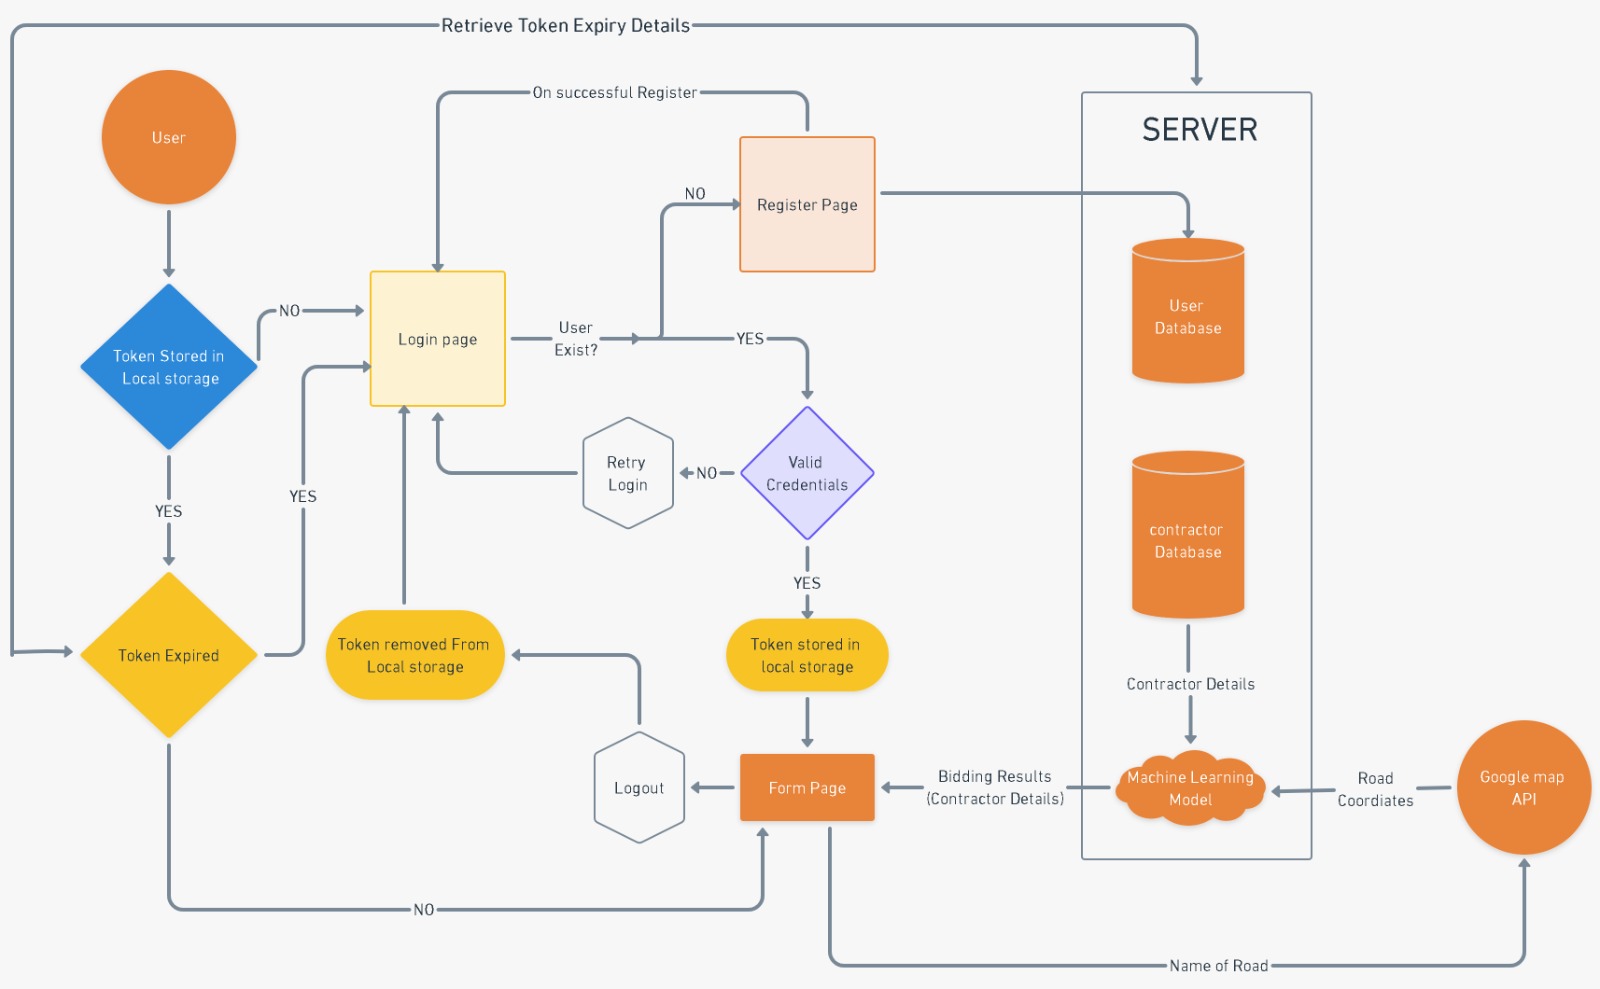 Retrieve Token Expiry Details
On successful Register
SERVER
User
NO
Register Page
User
Database
NO
Token Stored in
Local storage
Login page
User
Exist?
YES
Retry
Login
NO
Valid
Credentials
YES
YES
contractor
Database
YES
Token Expired
Token removed From
Local storage
Token stored in
local storage
Contractor Details
Logout
Form Page
Bidding Results
(Contractor Details)
Machine Learning
Model
Road
Coordiates
Google map
API
NO
Name of Road